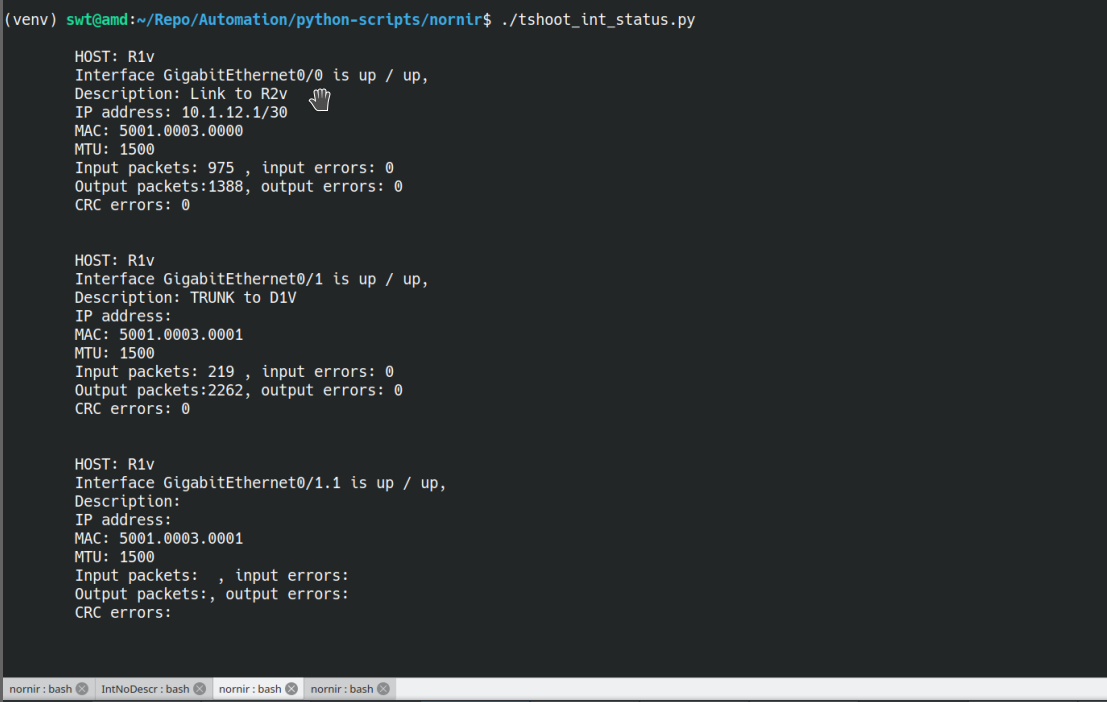 (venv) swt@amd:~/Repo/Automation/python-scripts/nornir$ ./tshoot_int_status.py
HOST: R1v
Interface GigabitEthernet0/0 is up / up,
Description: Link to R2v
IP address: 10.1.12.1/30
MAC: 5001.0003.0000
MTU: 1500
Input packets: 975 , input errors: 0
Output packets:1388, output errors: 0
CRC errors: 0
HOST: R1v
Interface GigabitEthernet0/1 is up / up,
Description: TRUNK to D1V
IP address:
MAC: 5001.0003.0001
MTU: 1500
Input packets: 219 , input errors: 0
Output packets:2262, output errors: 0
CRC errors: 0
HOST: R1v
Interface GigabitEthernet0/1.1 is up / up,
Description:
IP address:
MAC: 5001.0003.0001
MTU: 1500
Input packets:  , input errors:
Output packets:, output errors:
CRC errors:
nornir : bash IntNoDescr : bash nornir : bash nornir : bash